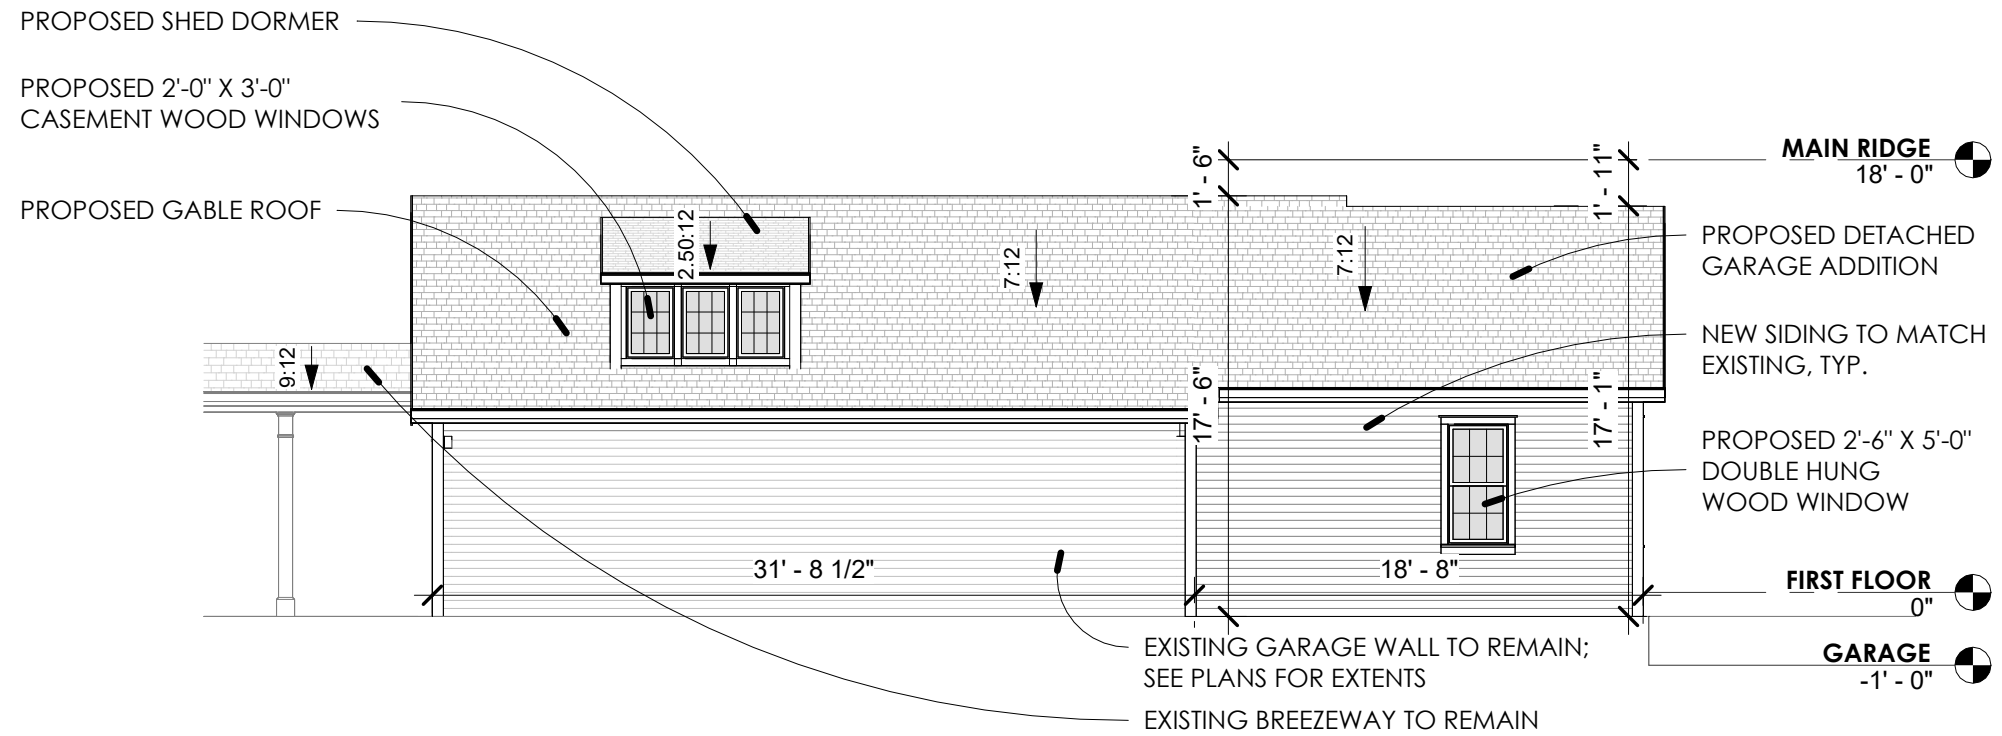 PROPOSED SHED DORMER
PROPOSED 2'-0" X 3'-0"
CASEMENT WOOD WINDOWS
PROPOSED GABLE ROOF
9:12
2.50:12
7:12
7:12
1' - 6"
1' - 11"
17' - 6"
17' - 1"
31' - 8 1/2"
18' - 8"
MAIN RIDGE
18' - 0"
PROPOSED DETACHED
GARAGE ADDITION
NEW SIDING TO MATCH
EXISTING, TYP.
PROPOSED 2'-6" X 5'-0"
DOUBLE HUNG
WOOD WINDOW
FIRST FLOOR
0"
GARAGE
-1' - 0"
EXISTING GARAGE WALL TO REMAIN;
SEE PLANS FOR EXTENTS
EXISTING BREEZEWAY TO REMAIN